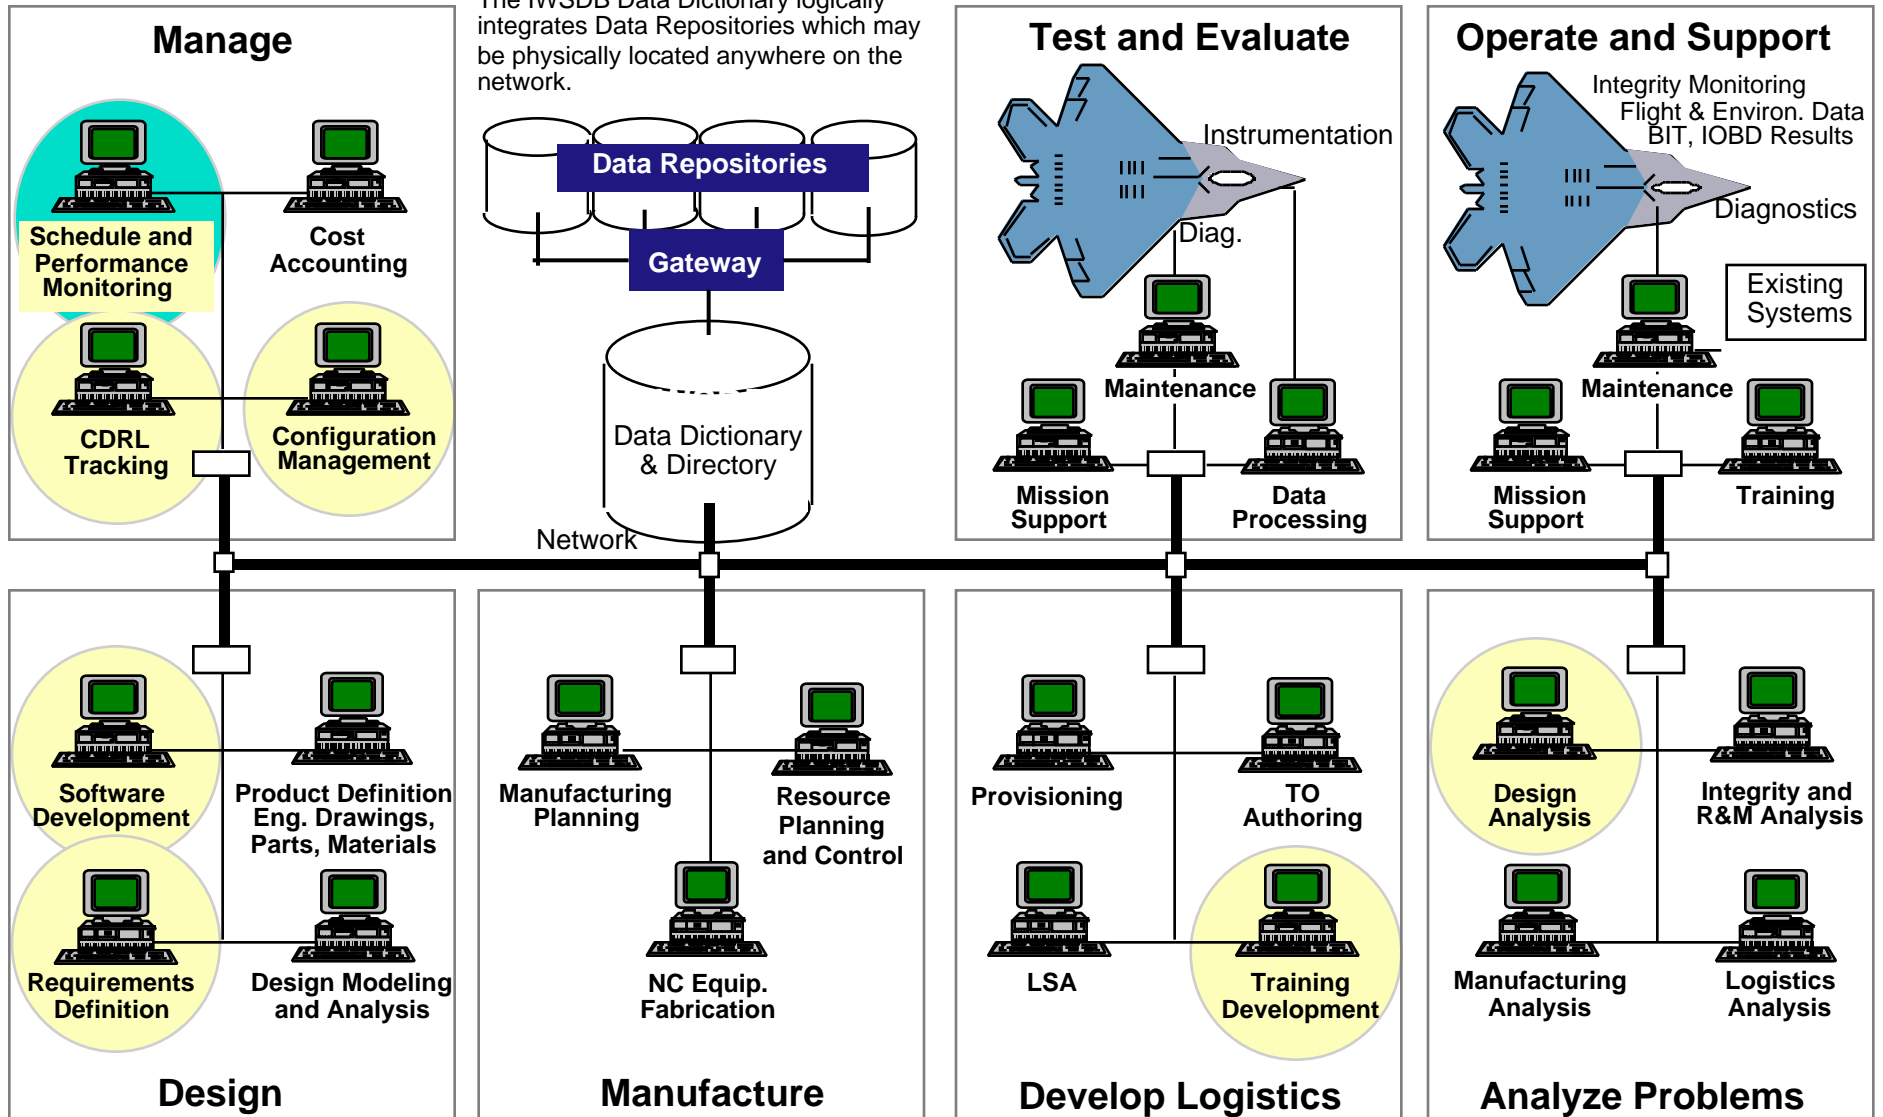 Manage
Schedule and
Performance
Monitoring
Cost
Accounting
CDRL
Tracking
Configuration
Management
The IWSDB Data Dictionary logically
integrates Data Repositories which may
be physically located anywhere on the
network.
Data Repositories
Gateway
Data Dictionary
& Directory
Network
Test and Evaluate
Instrumentation
Diag.
Maintenance
Mission
Support
Data
Processing
Operate and Support
Integrity Monitoring
Flight & Environ. Data
BIT, IOBD Results
Diagnostics
Existing
Systems
Maintenance
Mission
Support
Training
Software
Development
Product Definition
Eng. Drawings,
Parts, Materials
Requirements
Definition
Design Modeling
and Analysis
Design
Manufacturing
Planning
Resource
Planning
and Control
NC Equip.
Fabrication
Manufacture
Provisioning
TO
Authoring
LSA
Training
Development
Develop Logistics
Design
Analysis
Integrity and
R&M Analysis
Manufacturing
Analysis
Logistics
Analysis
Analyze Problems